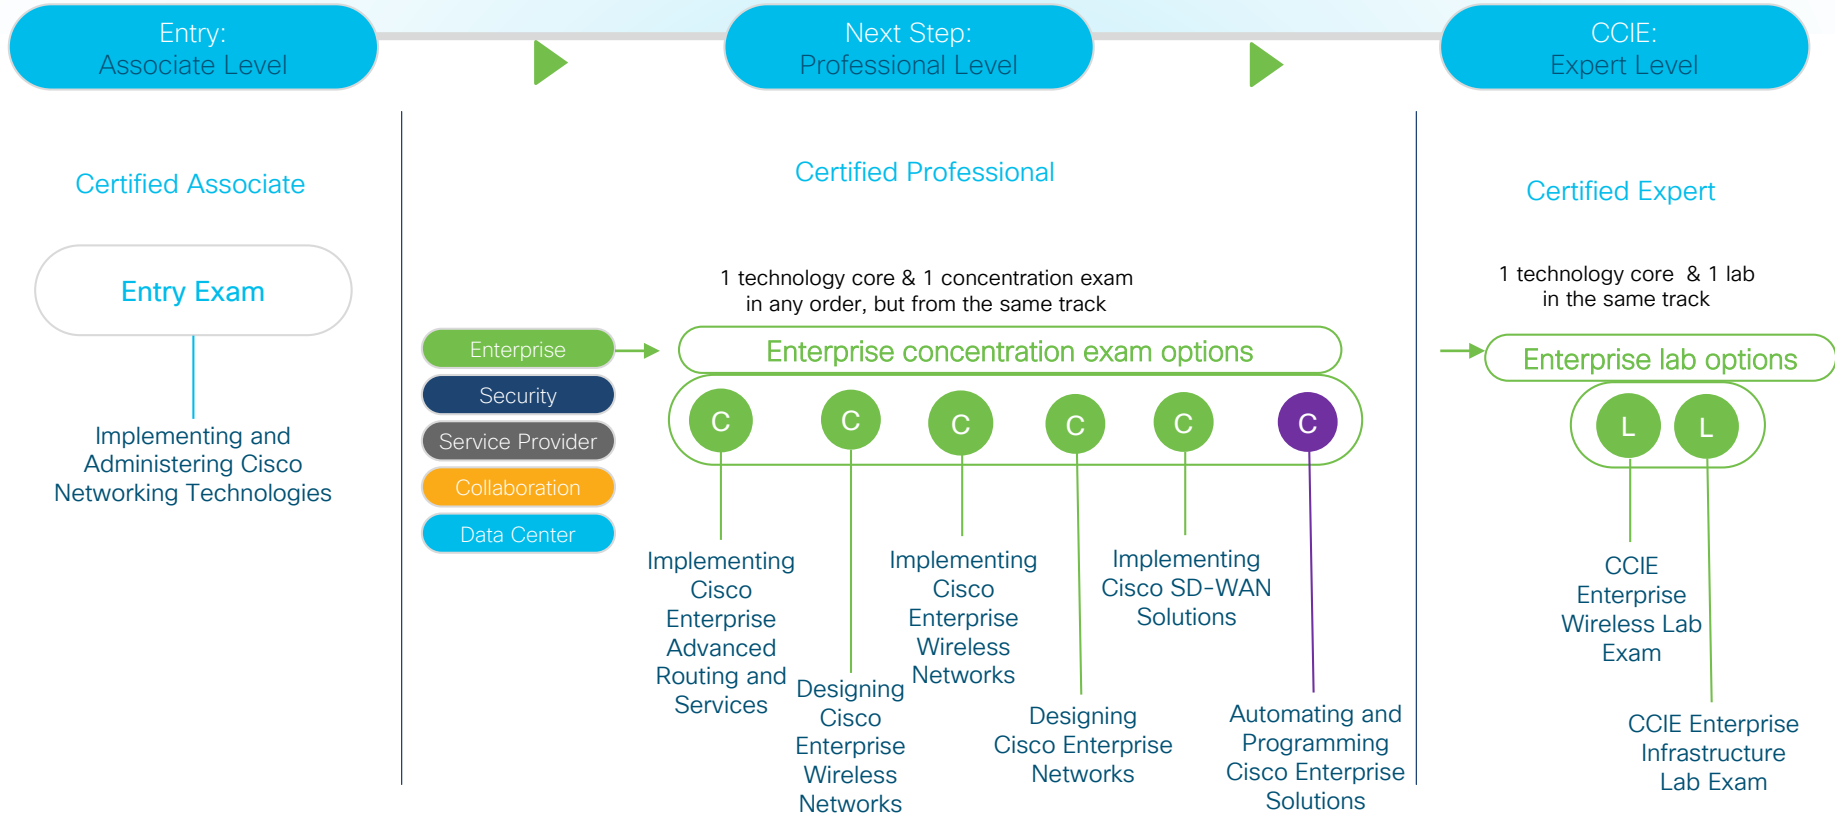 Entry:
Associate Level
Next Step:
Professional Level
CCIE:
Expert Level
Certified Associate
Entry Exam
Implementing and
Administering Cisco
Networking Technologies
Certified Professional
1 technology core & 1 concentration exam
in any order, but from the same track
Enterprise
Security
Service Provider
Collaboration
Data Center
Enterprise concentration exam options
C
C
C
C
C
C
Implementing
Cisco
Enterprise
Advanced
Routing and
Services
Designing
Cisco
Enterprise
Wireless
Networks
Implementing
Cisco
Enterprise
Wireless
Networks
Designing
Cisco Enterprise
Networks
Implementing
Cisco SD-WAN
Solutions
Automating and
Programming
Cisco Enterprise
Solutions
Certified Expert
1 technology core & 1 lab
in the same track
Enterprise lab options
L
L
CCIE
Enterprise
Wireless Lab
Exam
CCIE Enterprise
Infrastructure
Lab Exam